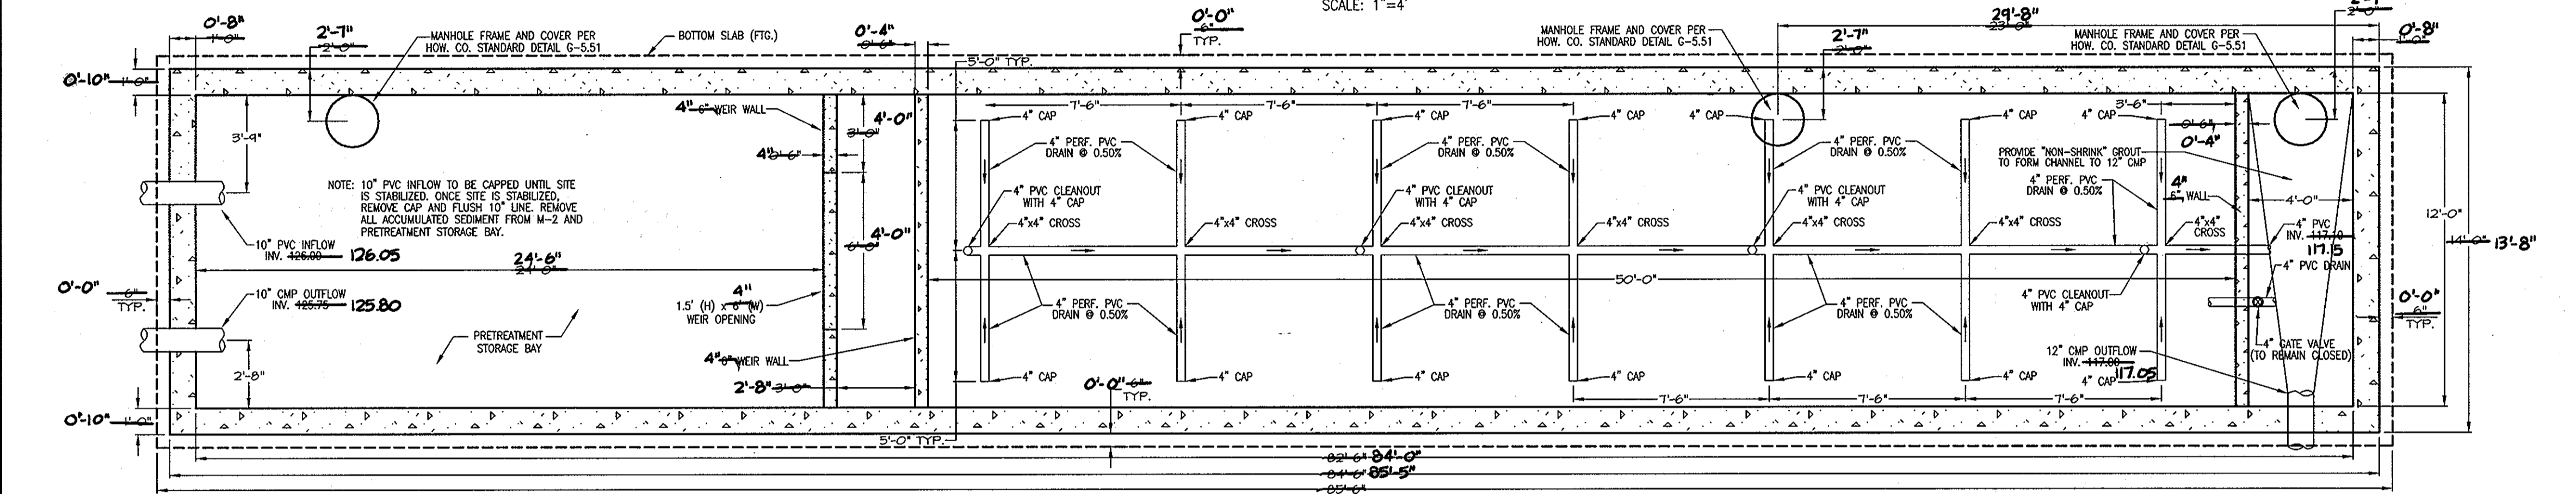 SCALE: 1"=4'
0'-8"
1'-0"
2'-7"
2'-0"
MANHOLE FRAME AND COVER PER
HOW. CO. STANDARD DETAIL G-5.51
BOTTOM SLAB (FTG.)
0'-4"
0'-6"
0'-0"
6"
TYP.
MANHOLE FRAME AND COVER PER
HOW. CO. STANDARD DETAIL G-5.51
2'-7"
2'-0"
29'-8"
23'-0"
MANHOLE FRAME AND COVER PER
HOW. CO. STANDARD DETAIL G-5.51
2'-0"
0'-8"
1'-0"
0'-10"
1'-0"
5'-0" TYP.
3'-9"
4" 6" WEIR WALL
4'-0"
3'-0"
4" 0'-6"
7'-6"
7'-6"
7'-6"
4" CAP
4" CAP
4" CAP
4" CAP
4" CAP
4" CAP
4" CAP
3'-6"
0'-6"
0'-4"
4" PERF. PVC
DRAIN @ 0.50%
4" PERF. PVC
DRAIN @ 0.50%
4" PERF. PVC
DRAIN @ 0.50%
PROVIDE "NON-SHRINK" GROUT
TO FORM CHANNEL TO 12" CMP
4" PERF. PVC
DRAIN @ 0.50%
4"
6" WALL
4'-0"
NOTE: 10" PVC INFLOW TO BE CAPPED UNTIL SITE
IS STABILIZED. ONCE SITE IS STABILIZED,
REMOVE CAP AND FLUSH 10" LINE. REMOVE
ALL ACCUMULATED SEDIMENT FROM M-2 AND
PRETREATMENT STORAGE BAY.
4" PVC CLEANOUT
WITH 4" CAP
4" PVC CLEANOUT
WITH 4" CAP
4" PVC CLEANOUT
WITH 4" CAP
4"x4" CROSS
4"x4" CROSS
4"x4" CROSS
4"x4" CROSS
4"x4" CROSS
4"x4" CROSS
4"x4"
CROSS
4" PVC
INV. 117.10
117.15
4" PVC DRAIN
12'-0"
14'-0" 13'-8"
10" PVC INFLOW
INV. 126.00 126.05
4'-0"
6'-0"
24'-6"
24'-0"
50'-0"
0'-0"
6"
TYP.
10" CMP OUTFLOW
INV. 125.75 125.80
4"
1.5' (H) x 6' (W)
WEIR OPENING
4" PERF. PVC
DRAIN @ 0.50%
4" PERF. PVC
DRAIN @ 0.50%
4" PERF. PVC
DRAIN @ 0.50%
4" PVC CLEANOUT
WITH 4" CAP
0'-0"
6"
TYP.
PRETREATMENT
STORAGE BAY
4" 6" WEIR WALL
4" GATE VALVE
(TO REMAIN CLOSED)
12" CMP OUTFLOW
INV. 117.00
117.05
2'-8"
2'-8" 3'-0"
4" CAP
4" CAP
4" CAP
4" CAP
4" CAP
4" CAP
4" CAP
0'-0" 6"
TYP.
7'-6"
7'-6"
7'-6"
0'-10"
1'-0"
5'-0" TYP.
82'-6" 84'-0"
84'-6" 85'-5"
85'-6"